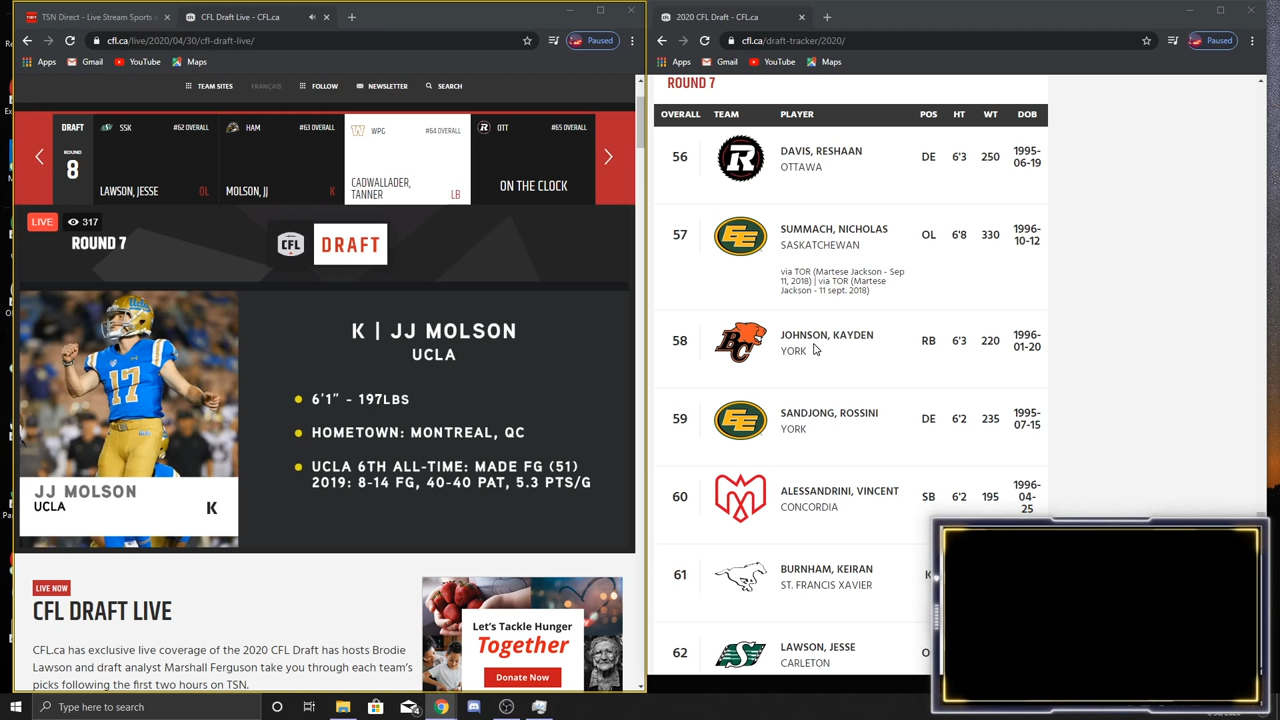 TSN Direct - Live Stream Sports o
CFL Draft Live - CFL.ca
cfl.ca/live/2020/04/30/cfl-draft-live/
Paused
Apps Gmail YouTube Maps
TEAM SITES FRANÇAIS FOLLOW NEWSLETTER SEARCH
DRAFT
ROUND
8
SSK #62 OVERALL
LAWSON, JESSE OL
HAM #63 OVERALL
MOLSON, JJ K
WPG #64 OVERALL
CADWALLADER,
TANNER LB
OTT #65 OVERALL
ON THE CLOCK
LIVE 317
ROUND 7
CFL DRAFT
K | JJ MOLSON
UCLA
6'1" - 197LBS
HOMETOWN: MONTREAL, QC
UCLA 6TH ALL-TIME: MADE FG (51)
2019: 8-14 FG, 40-40 PAT, 5.3 PTS/G
UCLA
17
JJ MOLSON
UCLA
K
LIVE NOW
CFL DRAFT LIVE
CFL.ca has exclusive live coverage of the 2020 CFL Draft has hosts Brodie
Lawson and draft analyst Marshall Ferguson take you through each team's
picks following the first two hours on TSN.
Let's Tackle Hunger
Together
Donate Now
Type here to search
2020 CFL Draft - CFL.ca
cfl.ca/draft-tracker/2020/
Paused
Apps Gmail YouTube Maps
ROUND 7
OVERALL TEAM PLAYER POS HT WT DOB
56 R DAVIS, RESHAAN DE 6'3 250 1995-
06-19
OTTAWA
57 EE SUMMACH, NICHOLAS OL 6'8 330 1996-
10-12
SASKATCHEWAN
via TOR (Martese Jackson - Sep
11, 2018) | via TOR (Martese
Jackson - 11 sept. 2018)
58 BC JOHNSON, KAYDEN RB 6'3 220 1996-
01-20
YORK
59 EE SANDJONG, ROSSINI DE 6'2 235 1995-
07-15
YORK
60 ALESSANDRINI, VINCENT SB 6'2 195 1996-
04-
25
CONCORDIA
61 BURNHAM, KEIRAN K
ST. FRANCIS XAVIER
62 S LAWSON, JESSE
CARLETON